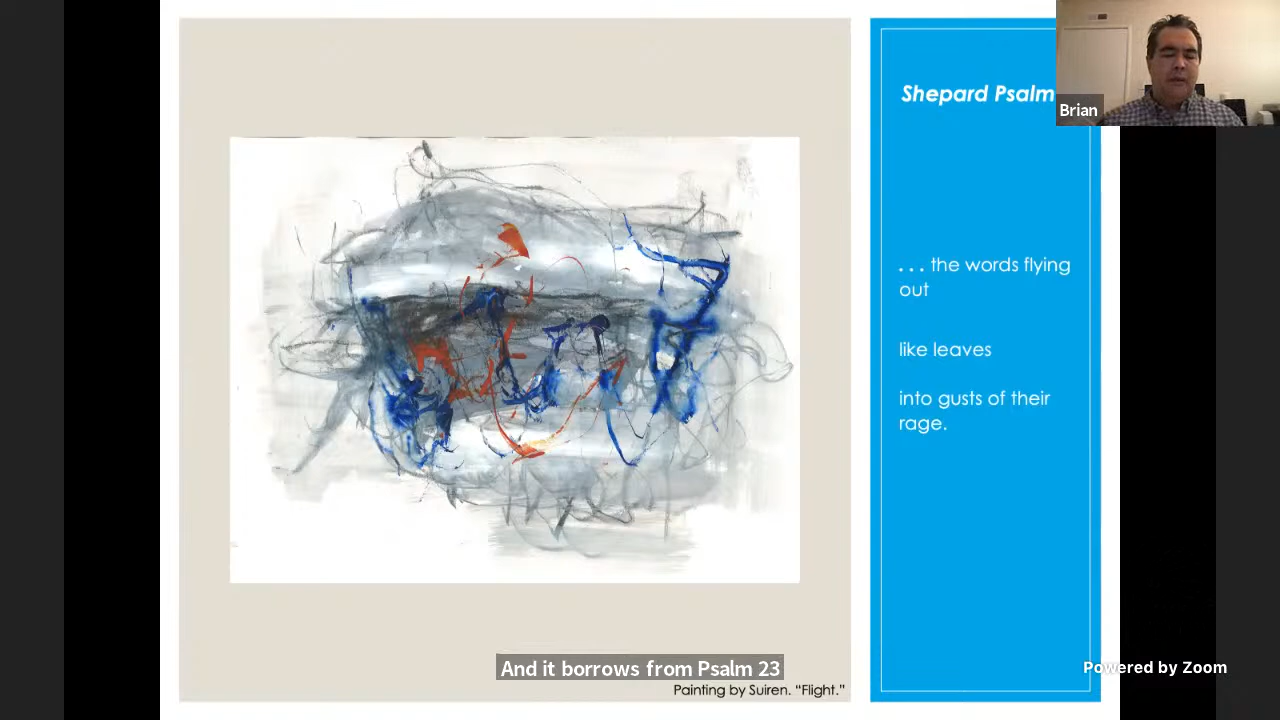 Shepard Psalm
Brian
. . . the words flying
out
like leaves
into gusts of their
rage.
And it borrows from Psalm 23
Powered by Zoom
Painting by Suiren. “Flight.”